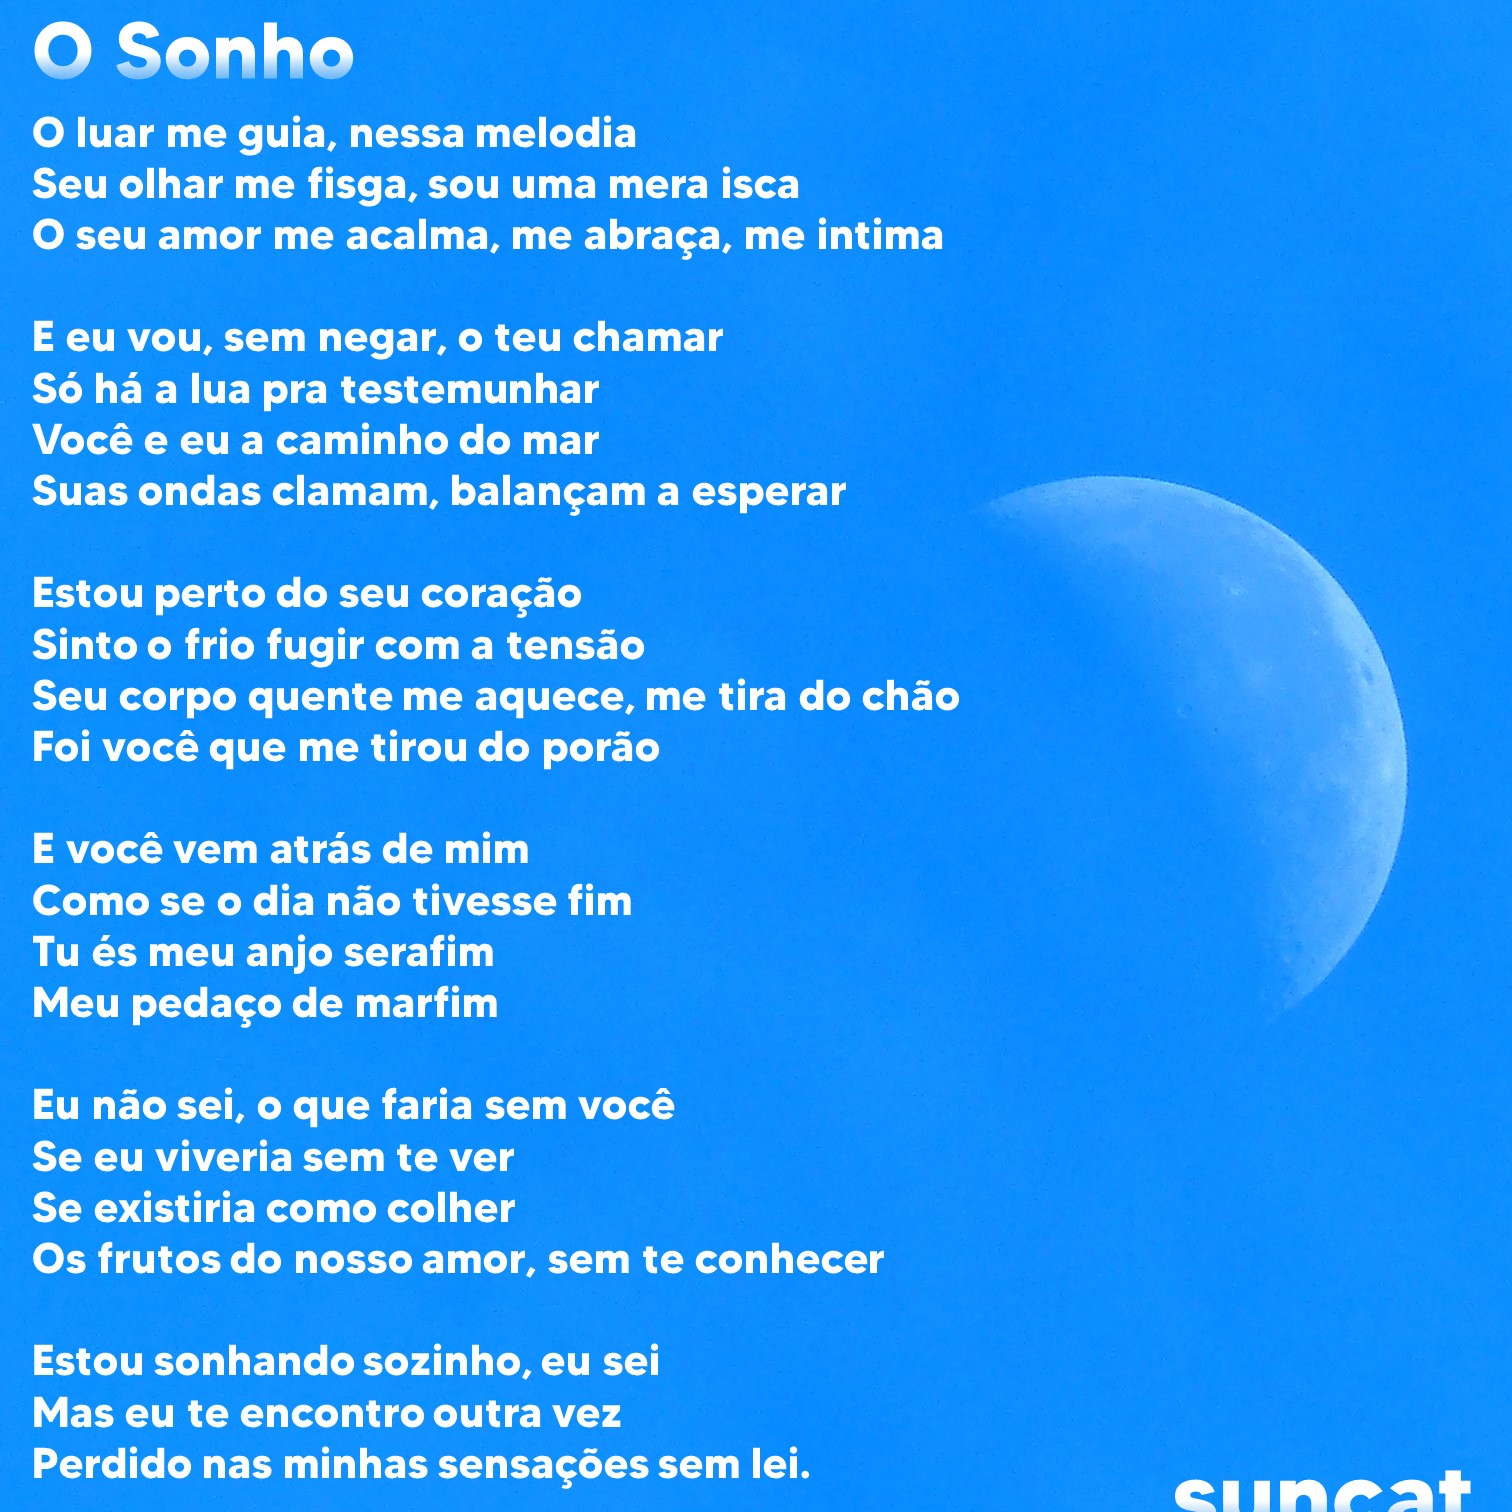 O Sonho
O luar me guia, nessa melodia
Seu olhar me fisga, sou uma mera isca
O seu amor me acalma, me abraça, me intima
E eu vou, sem negar, o teu chamar
Só há a lua pra testemunhar
Você e eu a caminho do mar
Suas ondas clamam, balançam a esperar
Estou perto do seu coração
Sinto o frio fugir com a tensão
Seu corpo quente me aquece, me tira do chão
Foi você que me tirou do porão
E você vem atrás de mim
Como se o dia não tivesse fim
Tu és meu anjo serafim
Meu pedaço de marfim
Eu não sei, o que faria sem você
Se eu viveria sem te ver
Se existiria como colher
Os frutos do nosso amor, sem te conhecer
Estou sonhando sozinho, eu sei
Mas eu te encontro outra vez
Perdido nas minhas sensações sem lei.
suncat